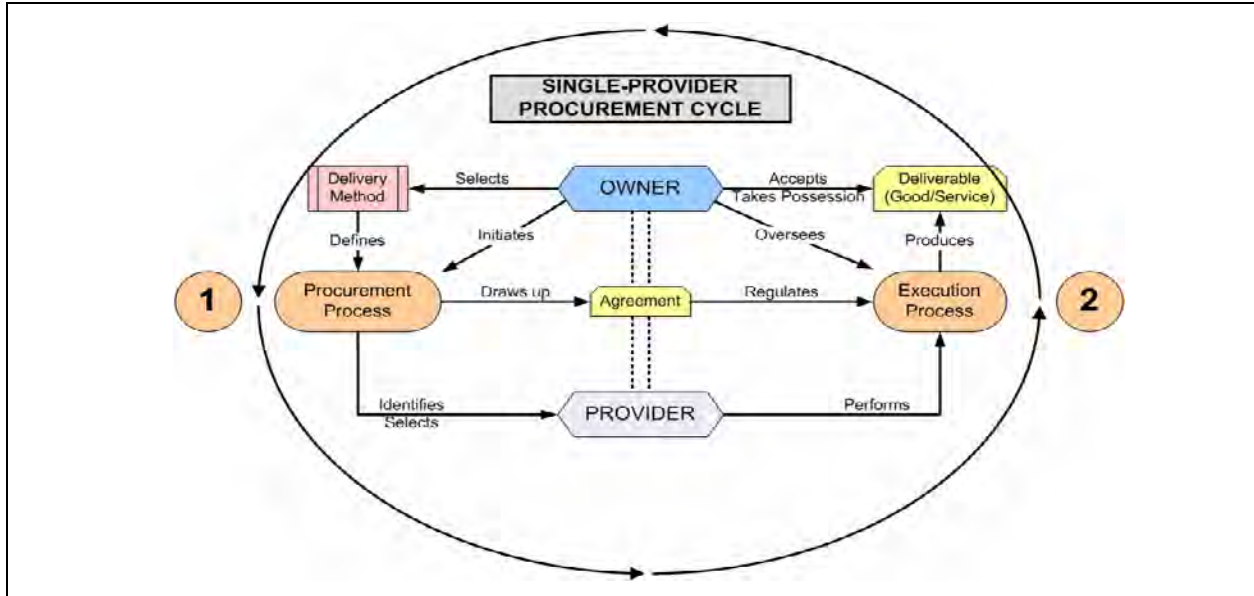 SINGLE-PROVIDER
PROCUREMENT CYCLE
Delivery
Method
Selects
OWNER
Accepts
Takes Possession
Deliverable
(Good/Service)
Defines
Initiates
Oversees
Produces
1
Procurement
Process
Draws up
Agreement
Regulates
Execution
Process
2
Identifies
Selects
PROVIDER
Performs